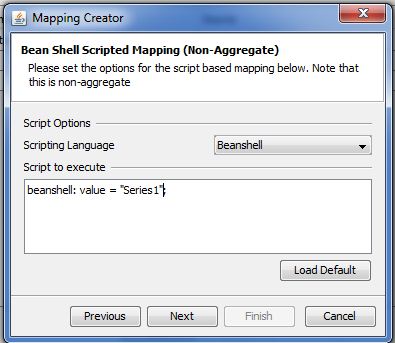 Mapping Creator
Bean Shell Scripted Mapping (Non-Aggregate)
Please set the options for the script based mapping below. Note that
this is non-aggregate
Script Options
Scripting Language
Beanshell
Script to execute
beanshell: value = "Series1";
Load Default
Previous
Next
Finish
Cancel